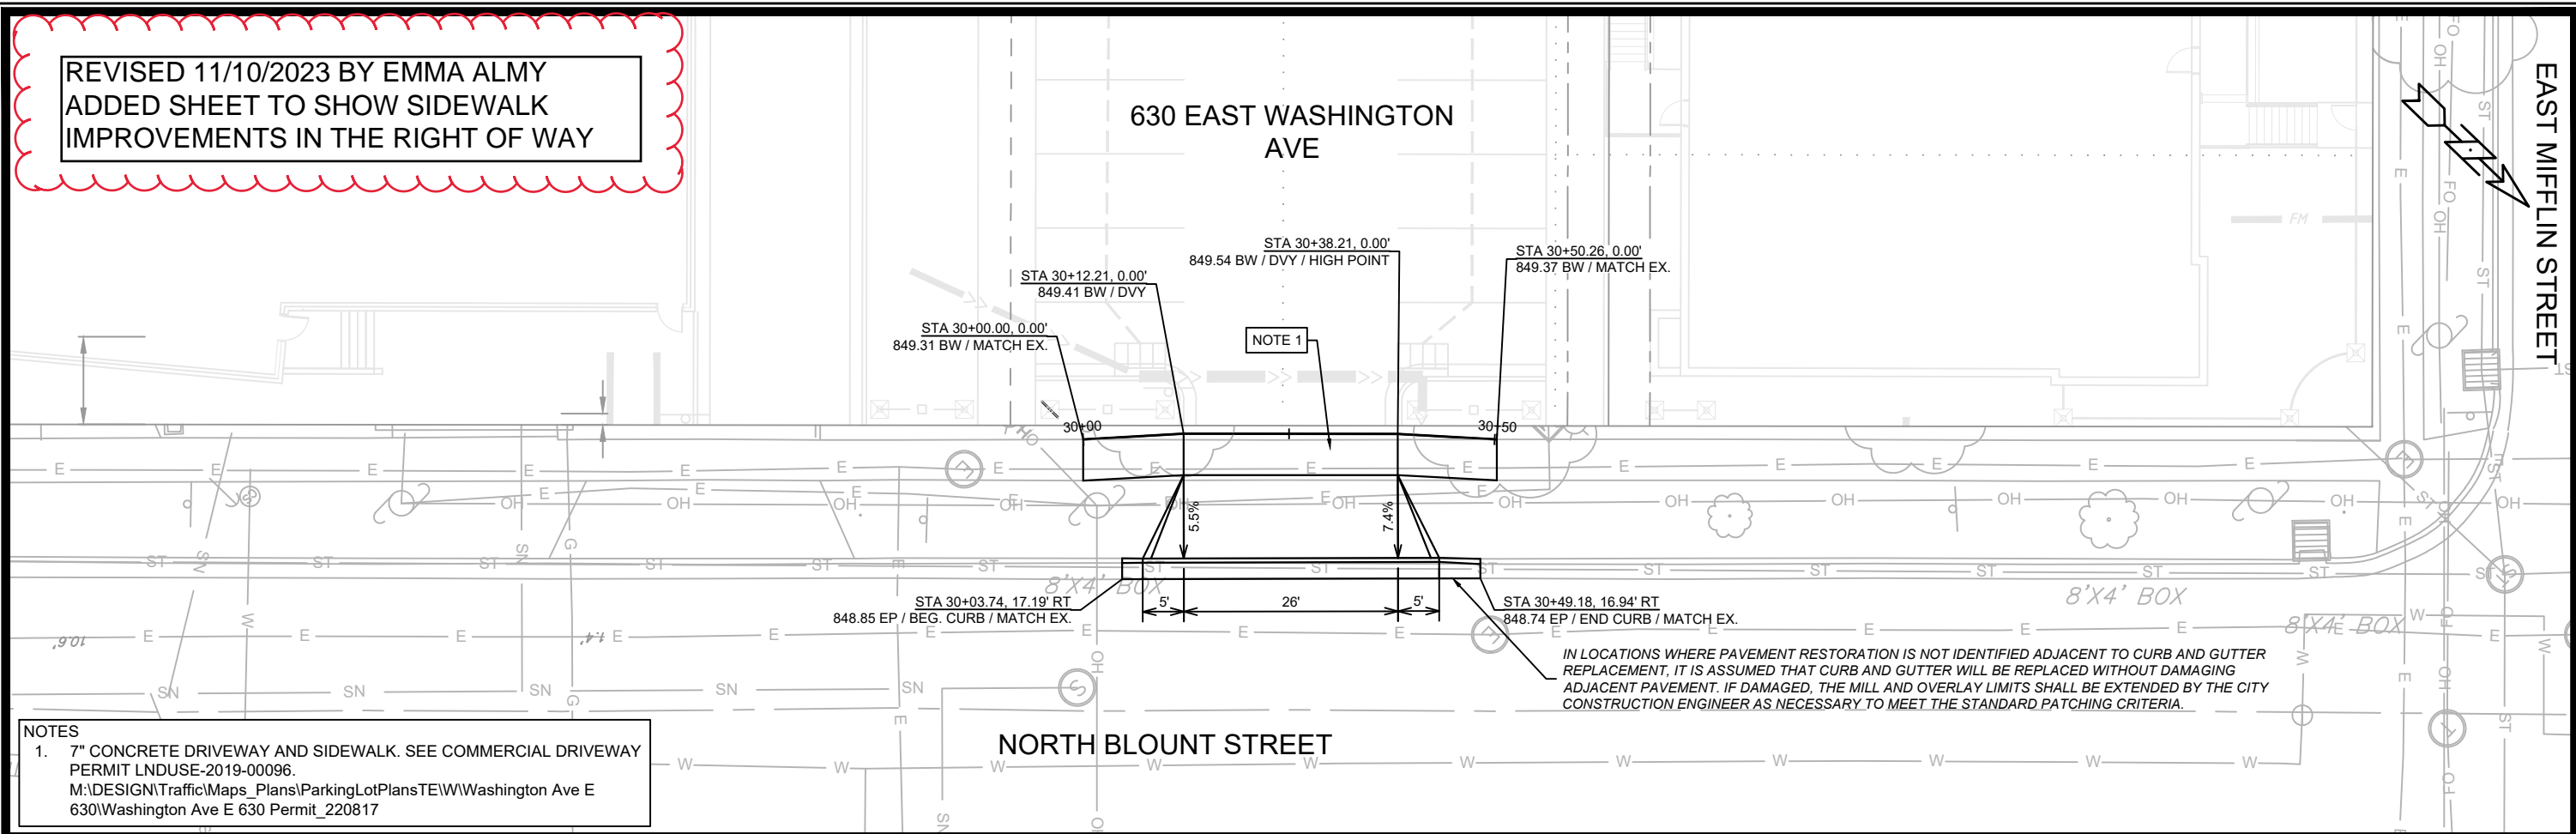 REVISED 11/10/2023 BY EMMA ALMY
ADDED SHEET TO SHOW SIDEWALK
IMPROVEMENTS IN THE RIGHT OF WAY
630 EAST WASHINGTON
AVE
EAST MIFFLIN STREET
STA 30+00.00, 0.00'
849.31 BW / MATCH EX.
STA 30+12.21, 0.00'
849.41 BW / DVY
STA 30+38.21, 0.00'
849.54 BW / DVY / HIGH POINT
STA 30+50.26, 0.00'
849.37 BW / MATCH EX.
NOTE 1
FM
30+00
30+50
5.5%
7.4%
8'X4' BOX
8'X4' BOX
8'X4' BOX
STA 30+03.74, 17.19' RT
848.85 EP / BEG. CURB / MATCH EX.
5'
26'
5'
STA 30+49.18, 16.94' RT
848.74 EP / END CURB / MATCH EX.
10.6'
1.4'
IN LOCATIONS WHERE PAVEMENT RESTORATION IS NOT IDENTIFIED ADJACENT TO CURB AND GUTTER
REPLACEMENT, IT IS ASSUMED THAT CURB AND GUTTER WILL BE REPLACED WITHOUT DAMAGING
ADJACENT PAVEMENT. IF DAMAGED, THE MILL AND OVERLAY LIMITS SHALL BE EXTENDED BY THE CITY
CONSTRUCTION ENGINEER AS NECESSARY TO MEET THE STANDARD PATCHING CRITERIA.
NORTH BLOUNT STREET
NOTES
1. 7" CONCRETE DRIVEWAY AND SIDEWALK. SEE COMMERCIAL DRIVEWAY
PERMIT LNDUSE-2019-00096.
M:\DESIGN\Traffic\Maps_Plans\ParkingLotPlansTE\W\Washington Ave E
630\Washington Ave E 630 Permit_220817